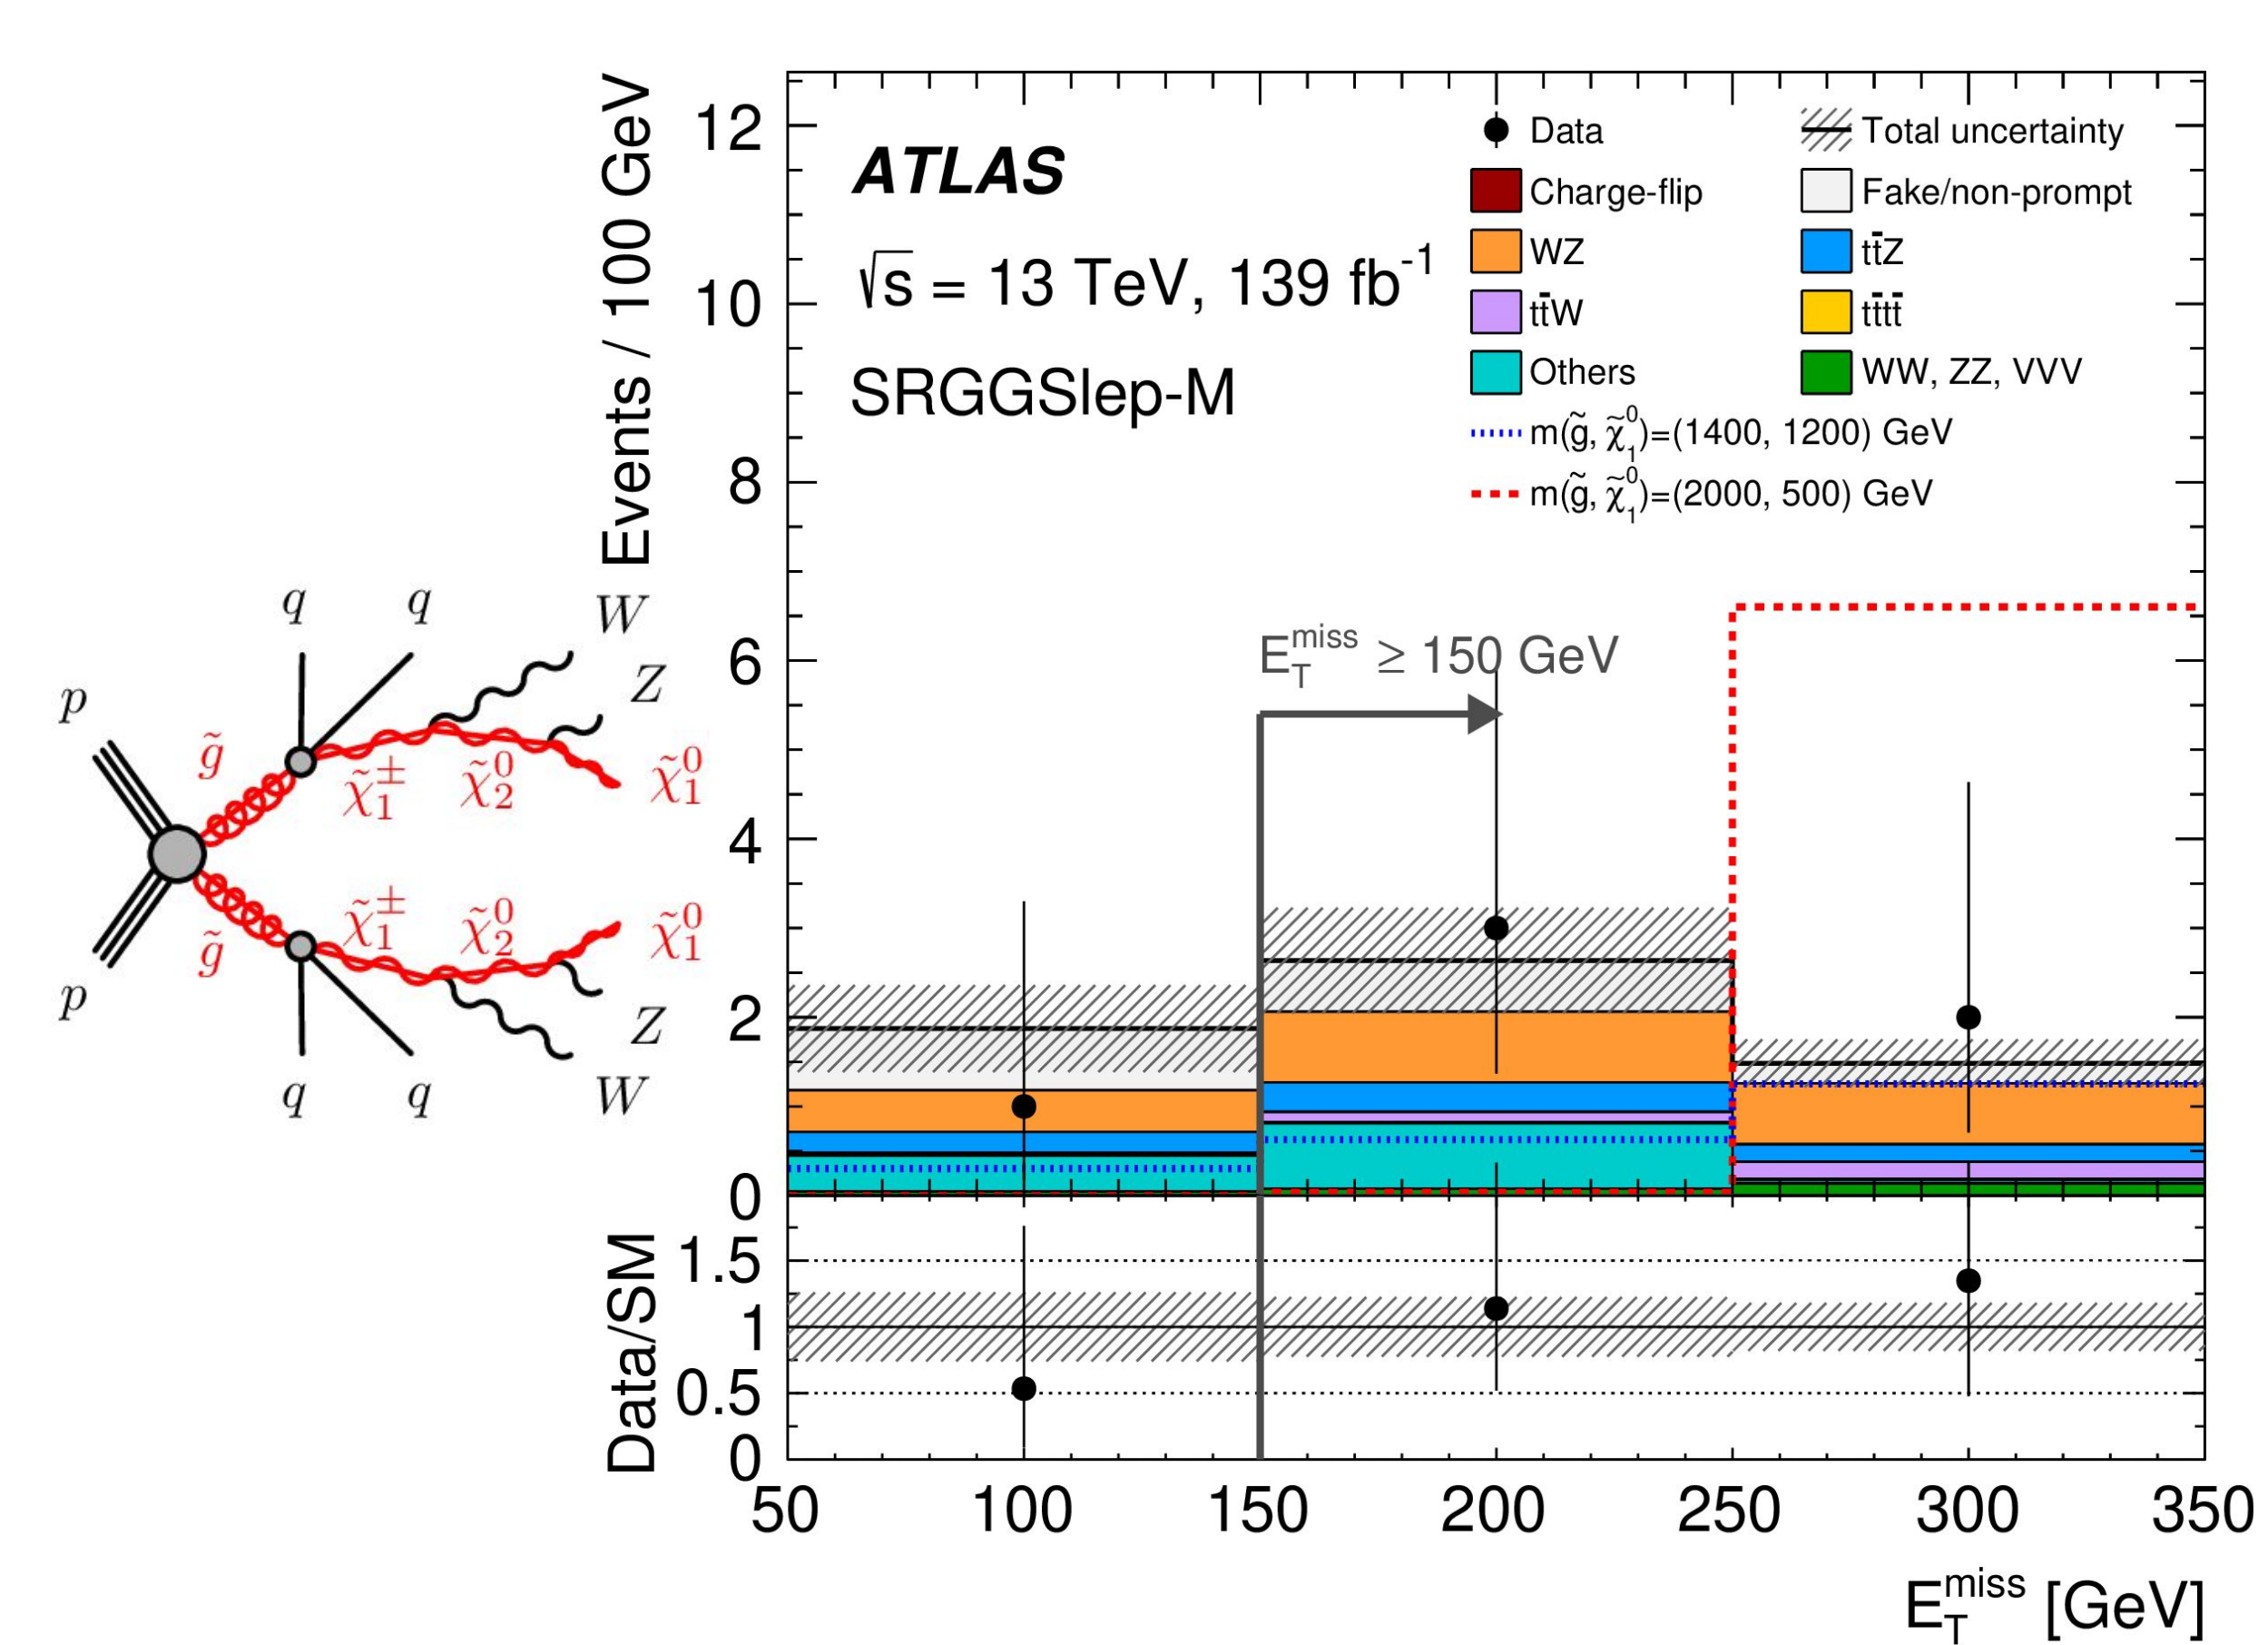 Events / 100 GeV
12
10
8
6
4
2
0
ATLAS
√s = 13 TeV, 139 fb⁻¹
SRGGSlep-M
Data
Total uncertainty
Charge-flip
Fake/non-prompt
WZ
tt̄Z
tt̄W
tt̄tt̄
Others
WW, ZZ, VVV
m(g̃, χ̃⁰₁)=(1400, 1200) GeV
m(g̃, χ̃⁰₁)=(2000, 500) GeV
E_T^miss ≥ 150 GeV
q q W
Z
p
g̃ χ̃₁± χ̃₂⁰ χ̃₁⁰
g̃ χ̃₁± χ̃₂⁰ χ̃₁⁰
p
Z
q q W
Data/SM
1.5
1
0.5
0
50 100 150 200 250 300 350
E_T^miss [GeV]